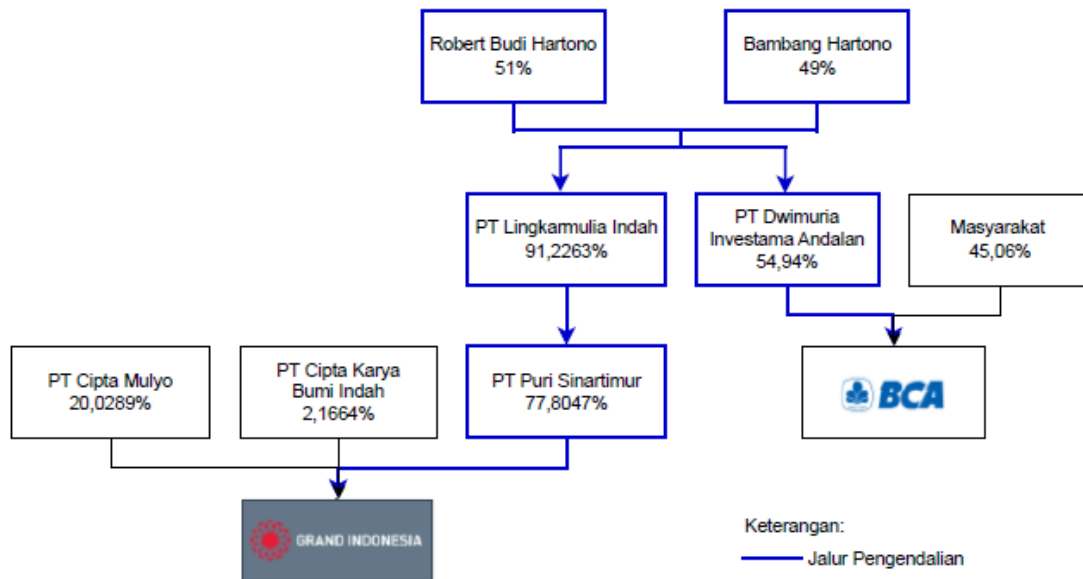 Robert Budi Hartono
51%
Bambang Hartono
49%
PT Lingkarmulia Indah
91,2263%
PT Dwimuria
Investama Andalan
54,94%
Masyarakat
45,06%
PT Cipta Mulyo
20,0289%
PT Cipta Karya
Bumi Indah
2,1664%
PT Puri Sinartimur
77,8047%
BCA
GRAND INDONESIA
Keterangan:
Jalur Pengendalian